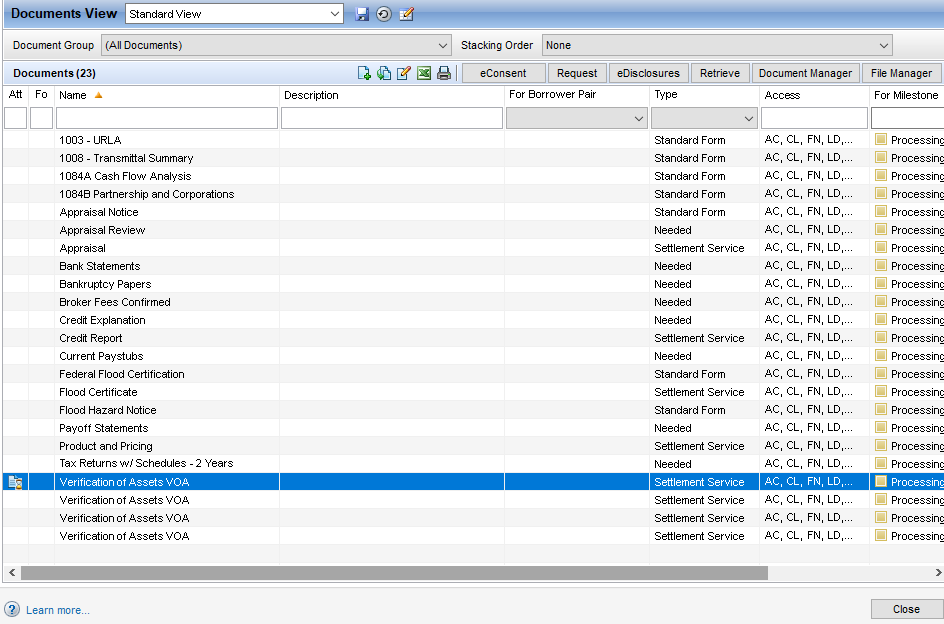 Documents View Standard View
Document Group (All Documents) Stacking Order None
Documents (23) eConsent Request eDisclosures Retrieve Document Manager File Manager
Att Fo Name Description For Borrower Pair Type Access For Milestone
1003 - URLA Standard Form AC, CL, FN, LD,... Processing
1008 - Transmittal Summary Standard Form AC, CL, FN, LD,... Processing
1084A Cash Flow Analysis Standard Form AC, CL, FN, LD,... Processing
1084B Partnership and Corporations Standard Form AC, CL, FN, LD,... Processing
Appraisal Notice Standard Form AC, CL, FN, LD,... Processing
Appraisal Review Needed AC, CL, FN, LD,... Processing
Appraisal Settlement Service AC, CL, FN, LD,... Processing
Bank Statements Needed AC, CL, FN, LD,... Processing
Bankruptcy Papers Needed AC, CL, FN, LD,... Processing
Broker Fees Confirmed Needed AC, CL, FN, LD,... Processing
Credit Explanation Needed AC, CL, FN, LD,... Processing
Credit Report Settlement Service AC, CL, FN, LD,... Processing
Current Paystubs Needed AC, CL, FN, LD,... Processing
Federal Flood Certification Standard Form AC, CL, FN, LD,... Processing
Flood Certificate Settlement Service AC, CL, FN, LD,... Processing
Flood Hazard Notice Standard Form AC, CL, FN, LD,... Processing
Payoff Statements Needed AC, CL, FN, LD,... Processing
Product and Pricing Settlement Service AC, CL, FN, LD,... Processing
Tax Returns w/ Schedules - 2 Years Needed AC, CL, FN, LD,... Processing
Verification of Assets VOA Settlement Service AC, CL, FN, LD,... Processing
Verification of Assets VOA Settlement Service AC, CL, FN, LD,... Processing
Verification of Assets VOA Settlement Service AC, CL, FN, LD,... Processing
Verification of Assets VOA Settlement Service AC, CL, FN, LD,... Processing
? Learn more... Close